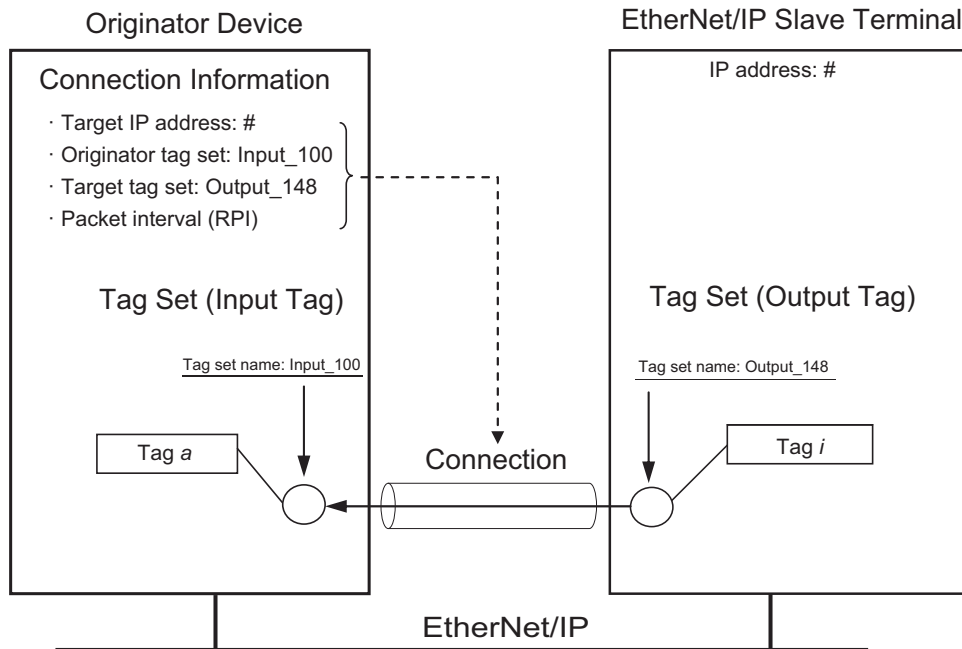 Originator Device
EtherNet/IP Slave Terminal
Connection Information
· Target IP address: #
· Originator tag set: Input_100
· Target tag set: Output_148
· Packet interval (RPI)
IP address: #
Tag Set (Input Tag)
Tag Set (Output Tag)
Tag set name: Input_100
Tag set name: Output_148
Tag a
Tag i
Connection
EtherNet/IP